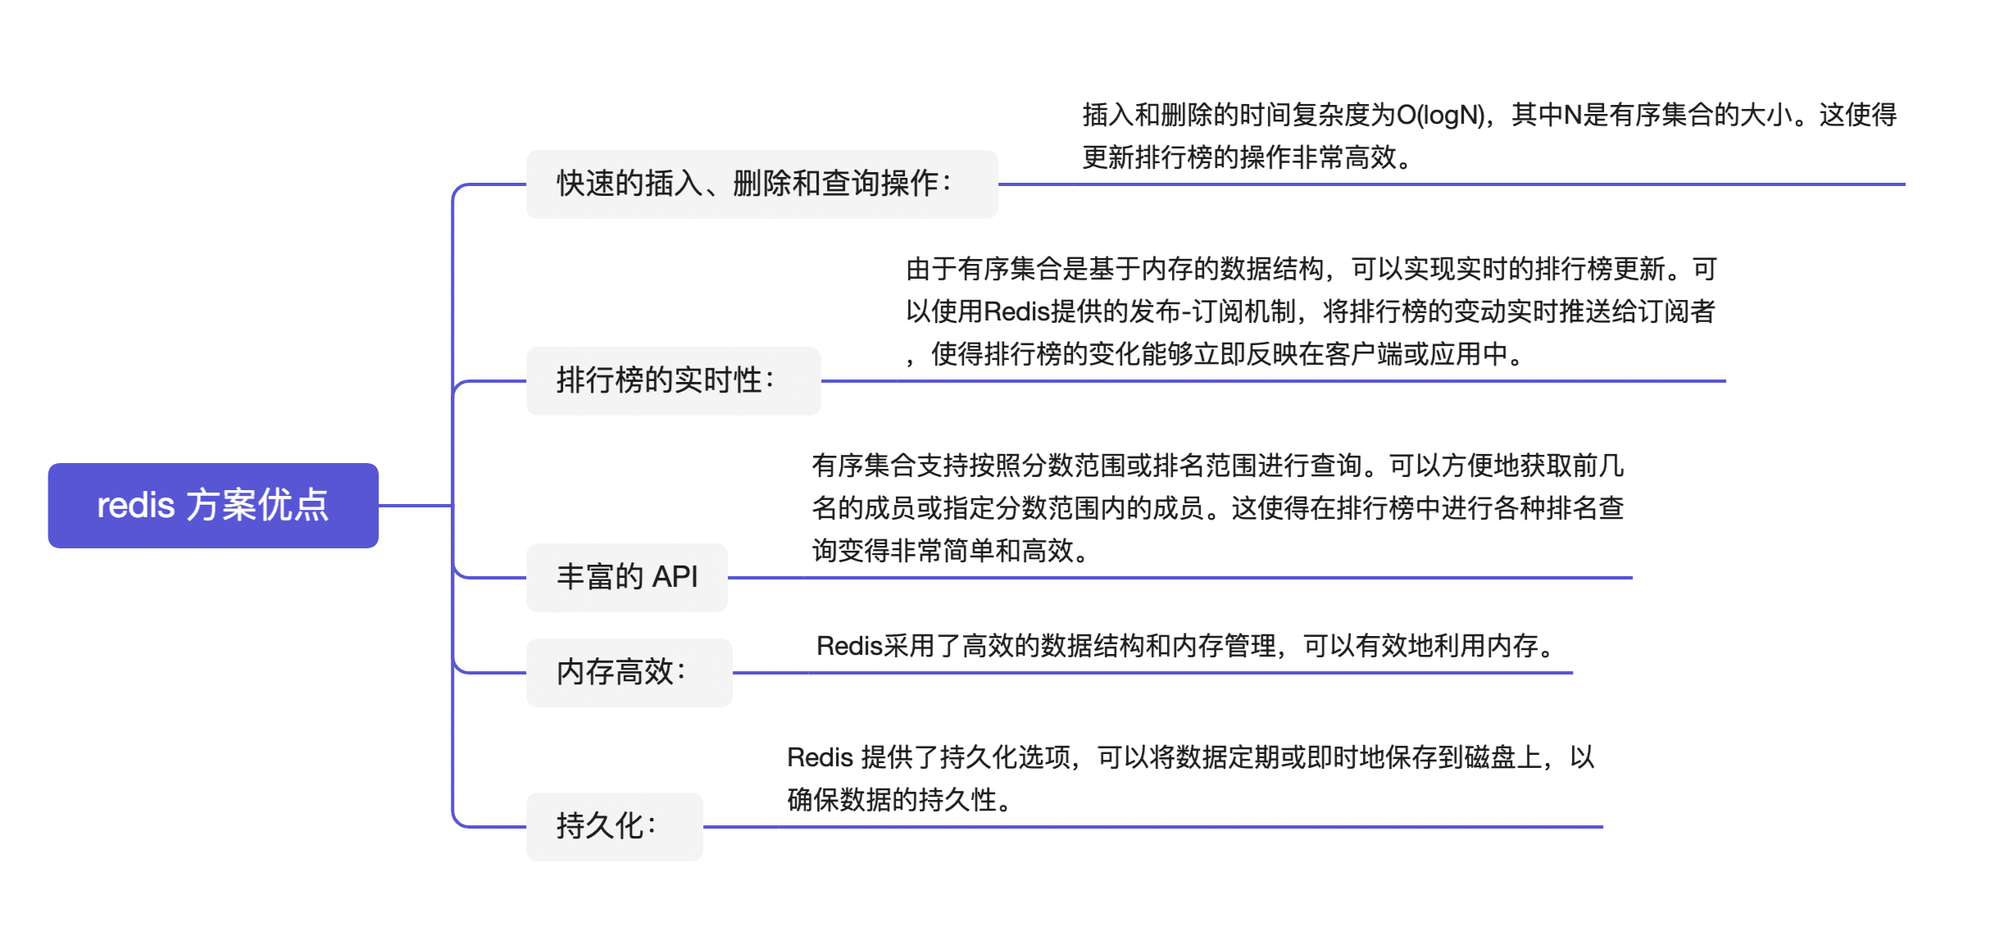 redis 方案优点
快速的插入、删除和查询操作：
插入和删除的时间复杂度为O(logN)，其中N是有序集合的大小。这使得
更新排行榜的操作非常高效。
排行榜的实时性：
由于有序集合是基于内存的数据结构，可以实现实时的排行榜更新。可
以使用Redis提供的发布-订阅机制，将排行榜的变动实时推送给订阅者
，使得排行榜的变化能够立即反映在客户端或应用中。
丰富的 API
有序集合支持按照分数范围或排名范围进行查询。可以方便地获取前几
名的成员或指定分数范围内的成员。这使得在排行榜中进行各种排名查
询变得非常简单和高效。
内存高效：
Redis采用了高效的数据结构和内存管理，可以有效地利用内存。
持久化：
Redis 提供了持久化选项，可以将数据定期或即时地保存到磁盘上，以
确保数据的持久性。